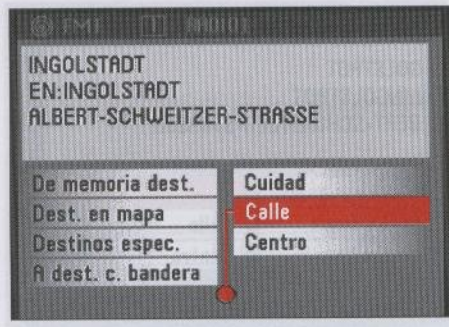 INGOLSTADT
EN:INGOLSTADT
ALBERT-SCHWEITZER-STRASSE
De memoria dest.
Dest. en mapa
Destinos espec.
A dest. c. bandera
Cuidad
Calle
Centro